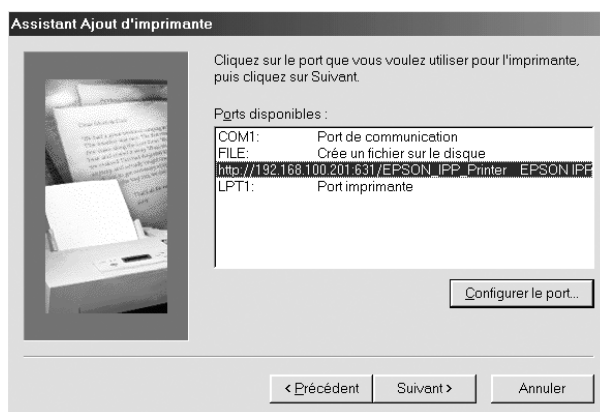 Assistant Ajout d'imprimante
Cliquez sur le port que vous voulez utiliser pour l'imprimante,
puis cliquez sur Suivant.
Ports disponibles :
COM1: Port de communication
FILE: Crée un fichier sur le disque
http://192.168.100.201:631/EPSON_IPP_Printer EPSON IPP
LPT1: Port imprimante
Configurer le port...
< Précédent
Suivant >
Annuler